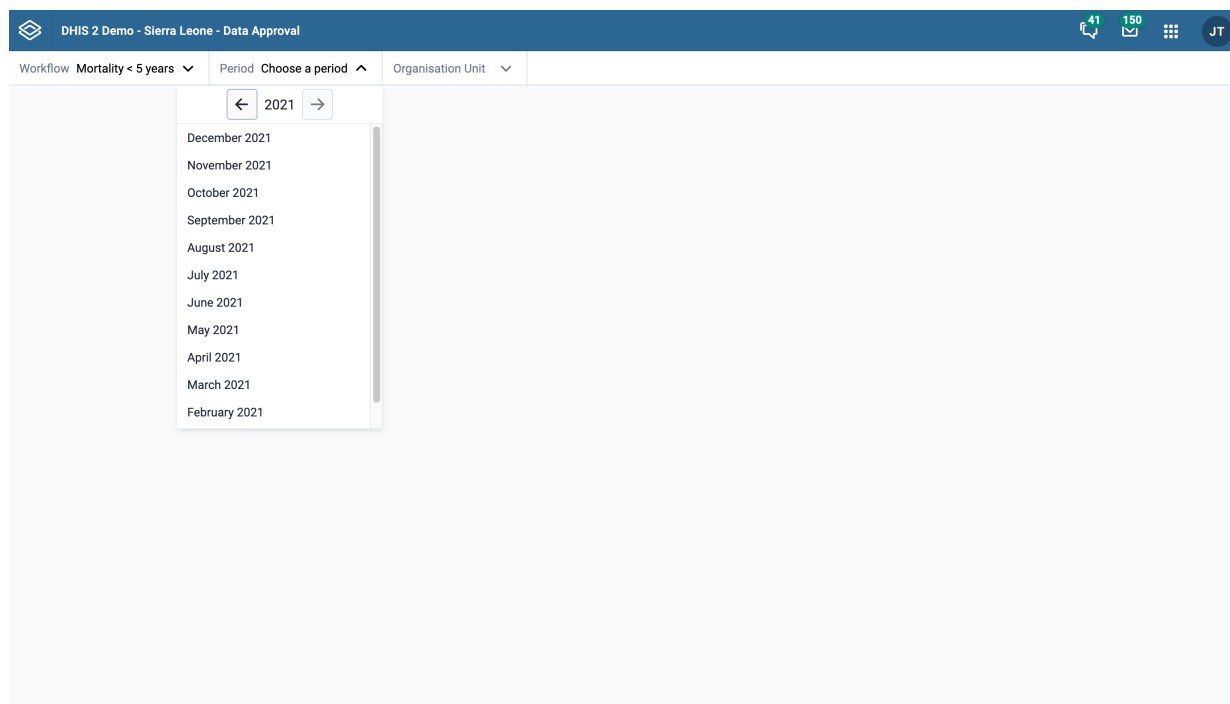 DHIS 2 Demo - Sierra Leone - Data Approval
41
150
JT
Workflow Mortality < 5 years
Period Choose a period
Organisation Unit
2021
December 2021
November 2021
October 2021
September 2021
August 2021
July 2021
June 2021
May 2021
April 2021
March 2021
February 2021